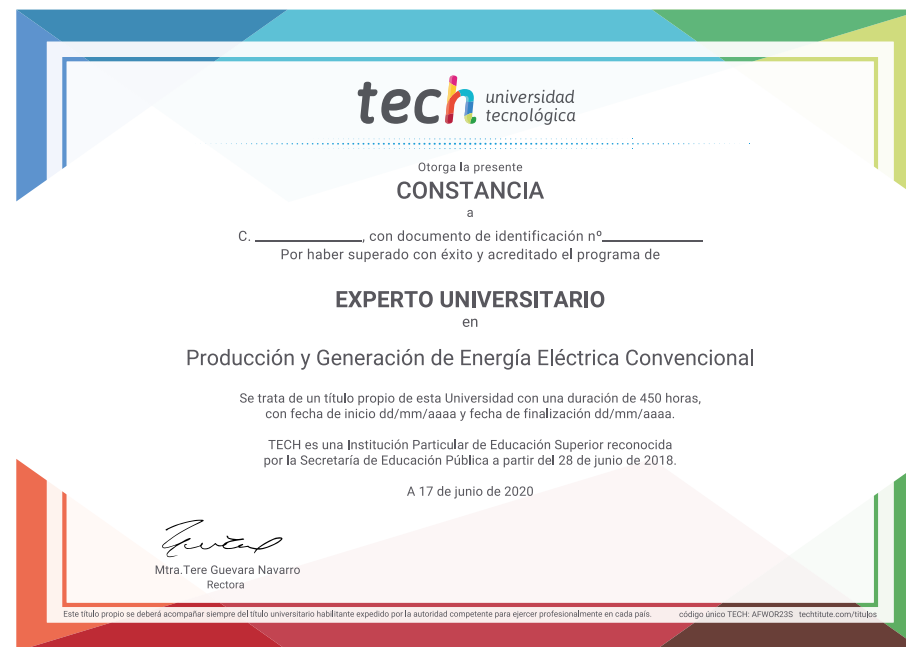 tech universidad
tecnológica
Otorga la presente
CONSTANCIA
a
C. ____________, con documento de identificación nº____________
Por haber superado con éxito y acreditado el programa de
EXPERTO UNIVERSITARIO
en
Producción y Generación de Energía Eléctrica Convencional
Se trata de un título propio de esta Universidad con una duración de 450 horas,
con fecha de inicio dd/mm/aaaa y fecha de finalización dd/mm/aaaa.
TECH es una Institución Particular de Educación Superior reconocida
por la Secretaría de Educación Pública a partir del 28 de junio de 2018.
A 17 de junio de 2020
Mtra.Tere Guevara Navarro
Rectora
Este título propio se deberá acompañar siempre del título universitario habilitante expedido por la autoridad competente para ejercer profesionalmente en cada país. código único TECH: AFWOR23S techtitute.com/títulos